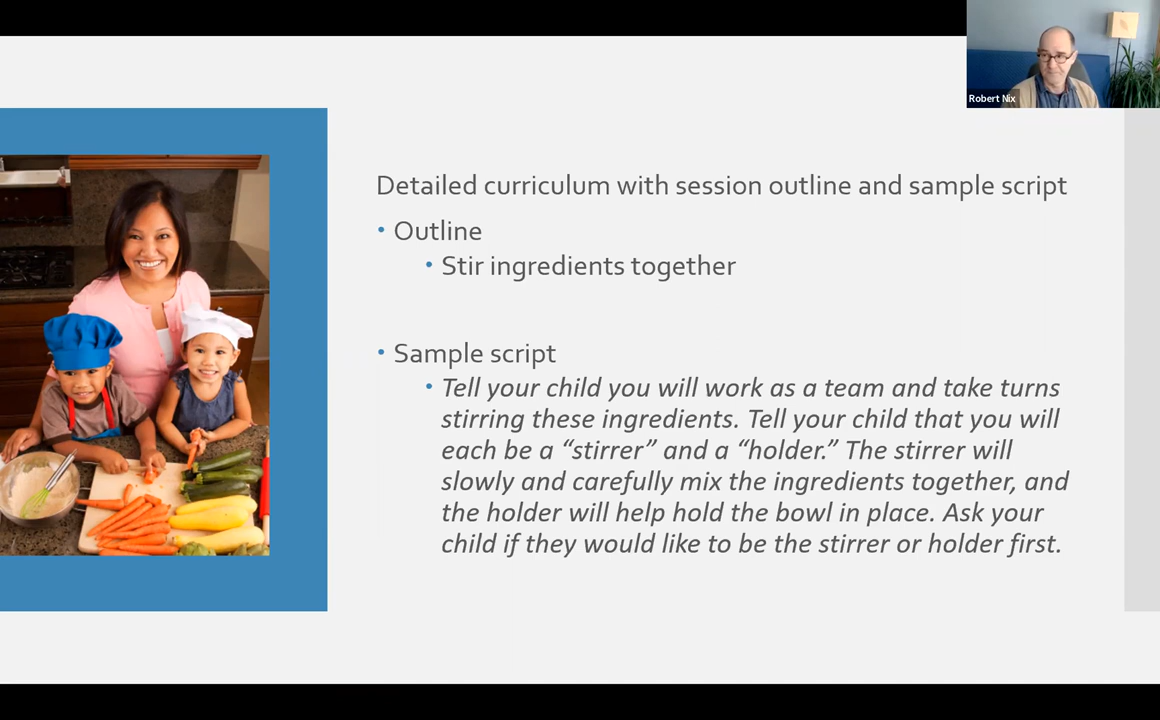 Robert Nix
Detailed curriculum with session outline and sample script
• Outline
• Stir ingredients together
• Sample script
• Tell your child you will work as a team and take turns
stirring these ingredients. Tell your child that you will
each be a “stirrer” and a “holder.” The stirrer will
slowly and carefully mix the ingredients together, and
the holder will help hold the bowl in place. Ask your
child if they would like to be the stirrer or holder first.